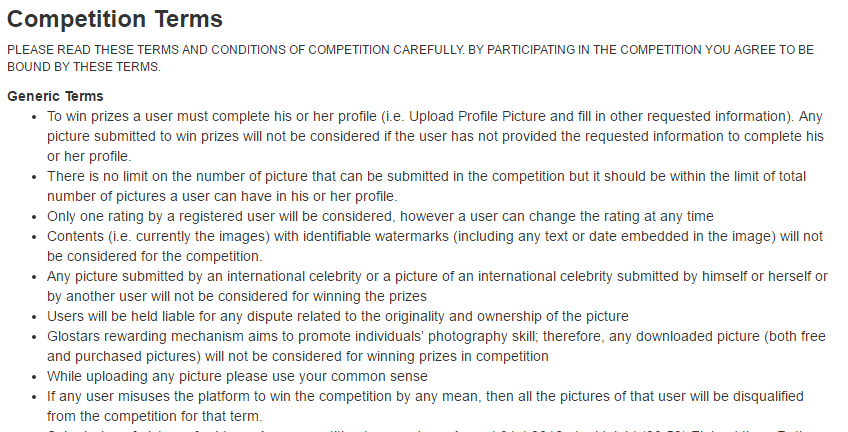 Competition Terms
PLEASE READ THESE TERMS AND CONDITIONS OF COMPETITION CAREFULLY. BY PARTICIPATING IN THE COMPETITION YOU AGREE TO BE
BOUND BY THESE TERMS.
Generic Terms
• To win prizes a user must complete his or her profile (i.e. Upload Profile Picture and fill in other requested information). Any
picture submitted to win prizes will not be considered if the user has not provided the requested information to complete his
or her profile.
• There is no limit on the number of picture that can be submitted in the competition but it should be within the limit of total
number of pictures a user can have in his or her profile.
• Only one rating by a registered user will be considered, however a user can change the rating at any time
• Contents (i.e. currently the images) with identifiable watermarks (including any text or date embedded in the image) will not
be considered for the competition.
• Any picture submitted by an international celebrity or a picture of an international celebrity submitted by himself or herself or
by another user will not be considered for winning the prizes
• Users will be held liable for any dispute related to the originality and ownership of the picture
• Glostars rewarding mechanism aims to promote individuals’ photography skill; therefore, any downloaded picture (both free
and purchased pictures) will not be considered for winning prizes in competition
• While uploading any picture please use your common sense
• If any user misuses the platform to win the competition by any mean, then all the pictures of that user will be disqualified
from the competition for that term.